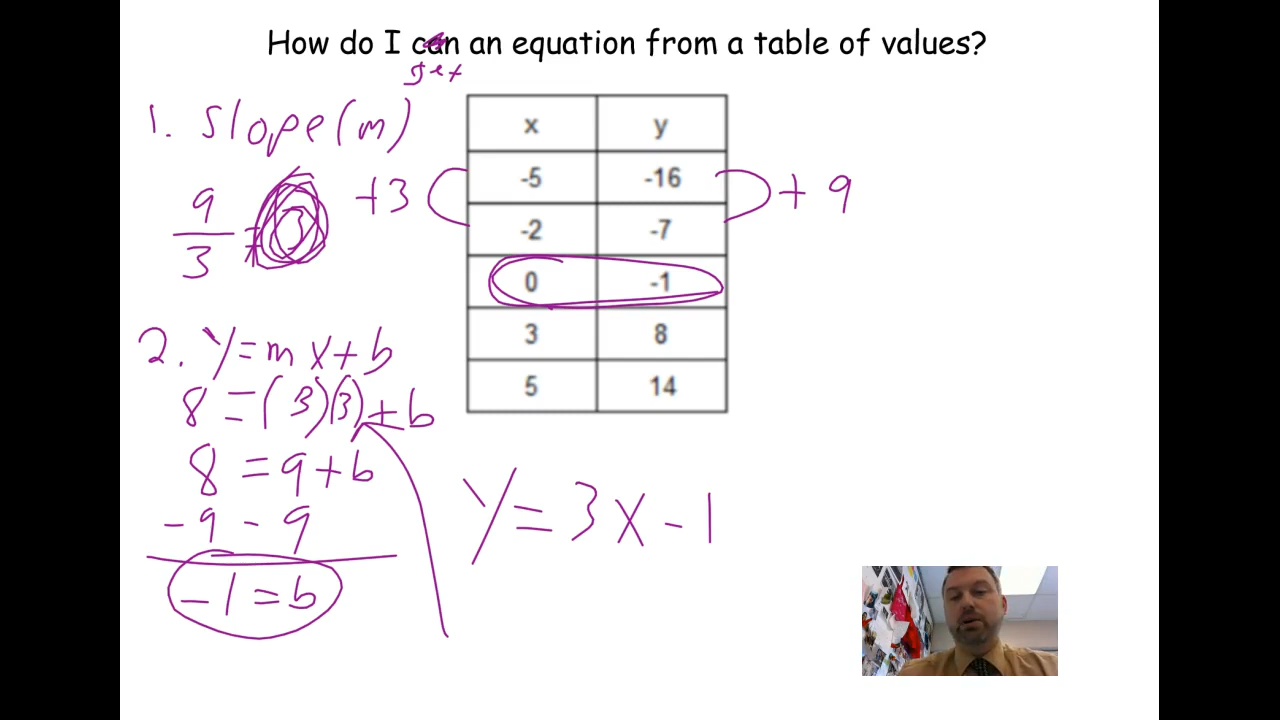 How do I can an equation from a table of values?
get
1. Slope (m)
9
3
= 3
+3
x y
-5 -16
-2 -7
0 -1
3 8
5 14
+ 9
2. y = mx + b
8 = (3)(3) + b
8 = 9 + b
-9 - 9
-1 = b
y = 3x - 1